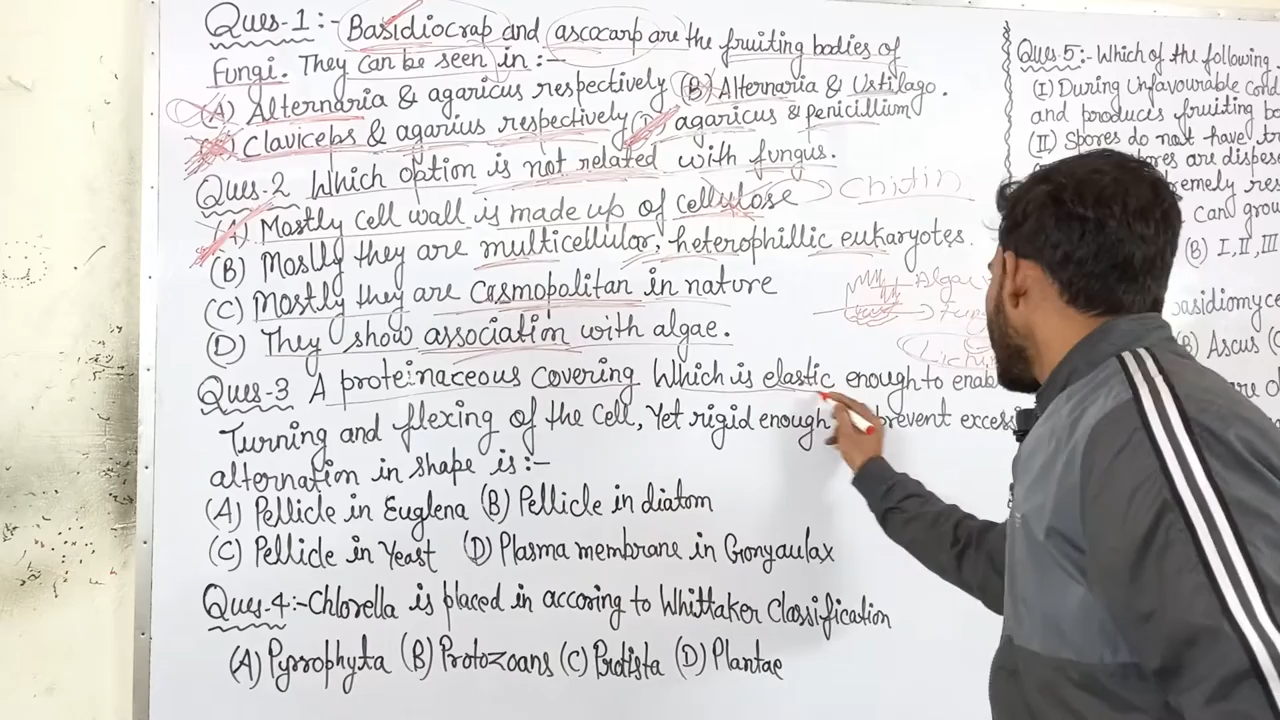 Ques-1:- Basidiocrap and ascocarp are the fruiting bodies of
fungi. They can be seen in :-
(A) Alternaria & agaricus respectively (B) Alternaria & Ustilago.
Claviceps & agarius respectively (D) agaricus & penicillium
Ques-2 Which option is not related with fungus.
(A) Mostly cell wall is made up of cellulose → Chitin
(B) Mostly they are multicellular, heterophillic eukaryotes.
(C) Mostly they are Cosmopolitan in nature
(D) They show association with algae.
Algae
Ques-3 A proteinaceous covering Which is elastic enough to
Turning and flexing of the Cell, Yet rigid enough prevent
alternation in shape is :-
(A) Pellicle in Euglena (B) Pellicle in diatom
(C) Pellicle in Yeast (D) Plasma membrane in Gonyaulax
Ques-4:- Chlorella is placed in accoring to Whittaker Classification
(A) Pyrrophyta (B) Protozoans (C) Protista (D) Plantae
Ques-5:- Which of the following
(I) During Unfavourable
and produces fruiting
(II) Spores do not have
are
can
(B) I, II, III
(B) Ascus
are